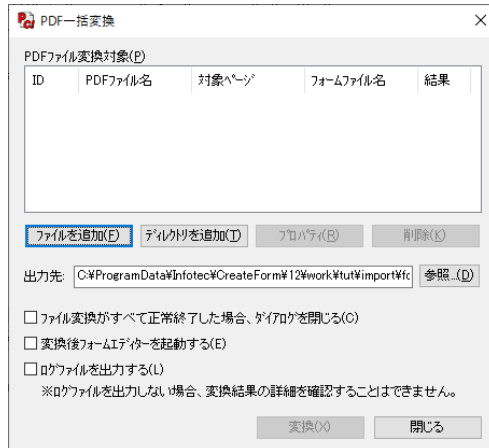 PDF一括変換
PDFファイル変換対象(P)
ID PDFファイル名 対象ページ フォームファイル名 結果
ファイルを追加(F) ディレクトリを追加(T) プロパティ(R) 削除(K)
出力先: C:¥ProgramData¥Infotec¥CreateForm¥12¥work¥tut¥import¥fc 参照...(D)
ファイル変換がすべて正常終了した場合、ダイアログを閉じる(C)
変換後フォームエディターを起動する(E)
ログファイルを出力する(L)
※ログファイルを出力しない場合、変換結果の詳細を確認することはできません。
変換(X) 閉じる